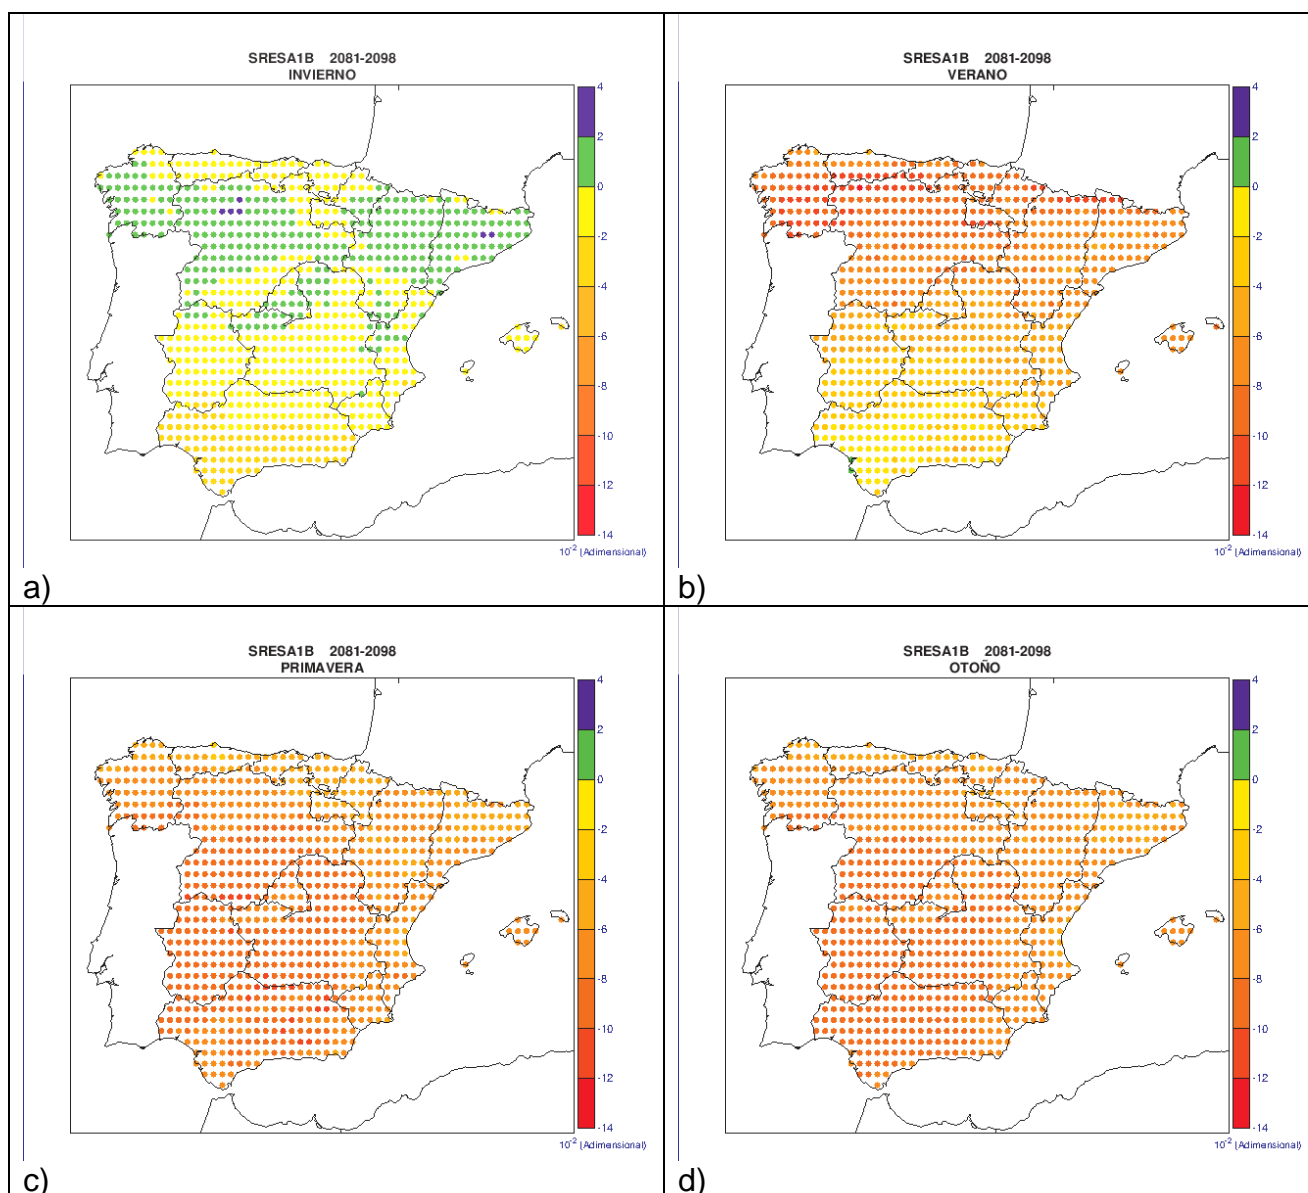 SRESA1B 2081-2098
INVIERNO
4
2
0
-2
-4
-6
-8
-10
-12
-14
10-2 (Adimensional)
a)
SRESA1B 2081-2098
VERANO
4
2
0
-2
-4
-6
-8
-10
-12
-14
10-2 (Adimensional)
b)
SRESA1B 2081-2098
PRIMAVERA
4
2
0
-2
-4
-6
-8
-10
-12
-14
10-2 (Adimensional)
c)
SRESA1B 2081-2098
OTOÑO
4
2
0
-2
-4
-6
-8
-10
-12
-14
10-2 (Adimensional)
d)